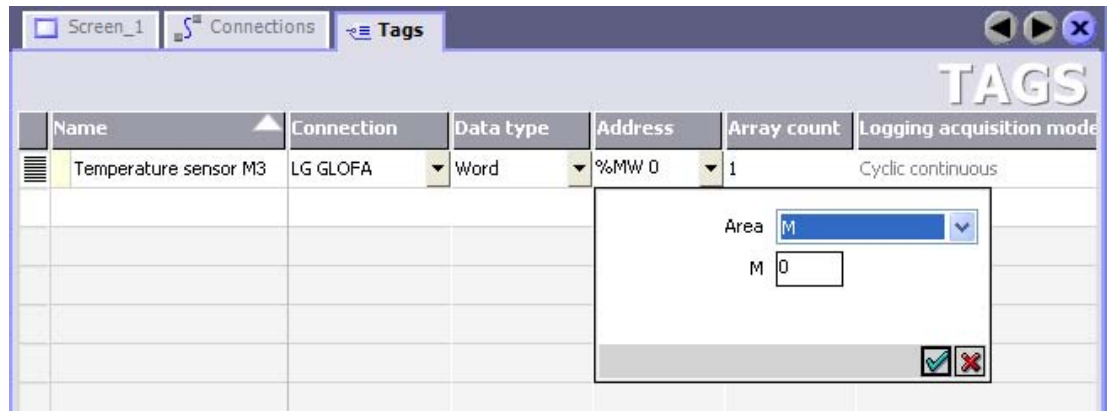 Screen_1 Connections Tags
TAGS
Name Connection Data type Address Array count Logging acquisition mode
Temperature sensor M3 LG GLOFA Word %MW 0 1 Cyclic continuous
Area M
M 0